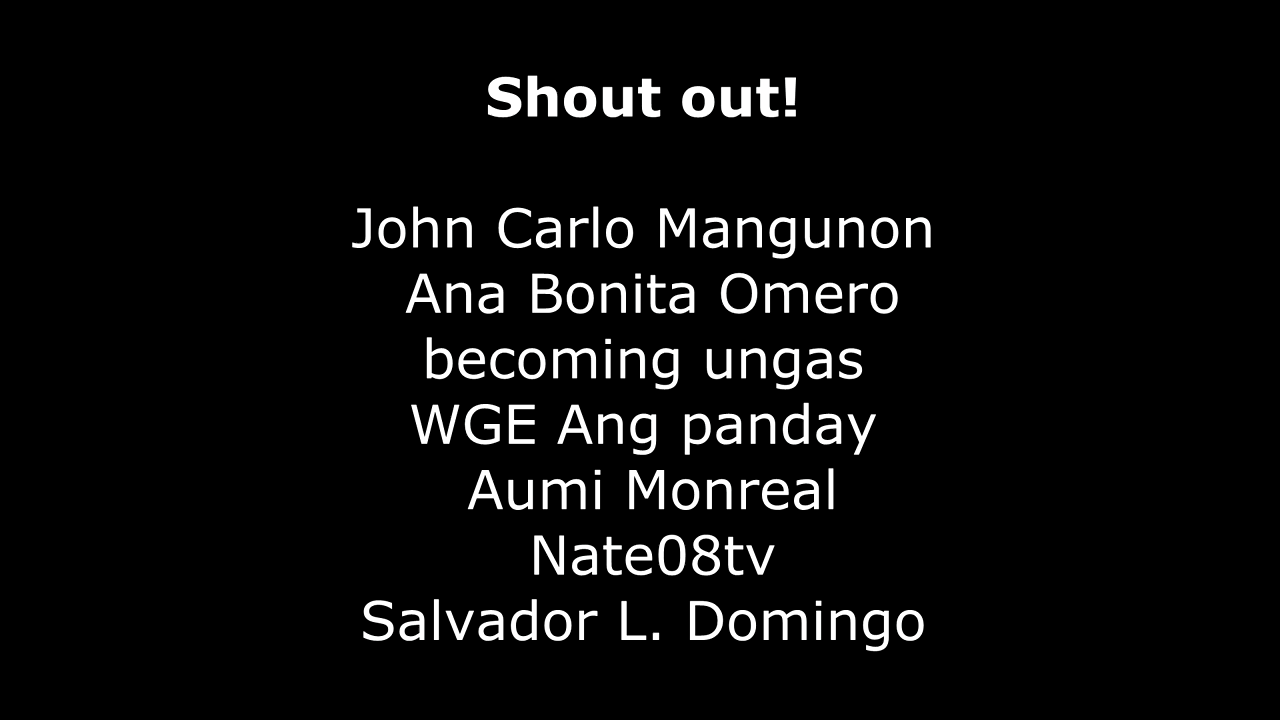 Shout out!
John Carlo Mangunon
Ana Bonita Omero
becoming ungas
WGE Ang panday
Aumi Monreal
Nate08tv
Salvador L. Domingo